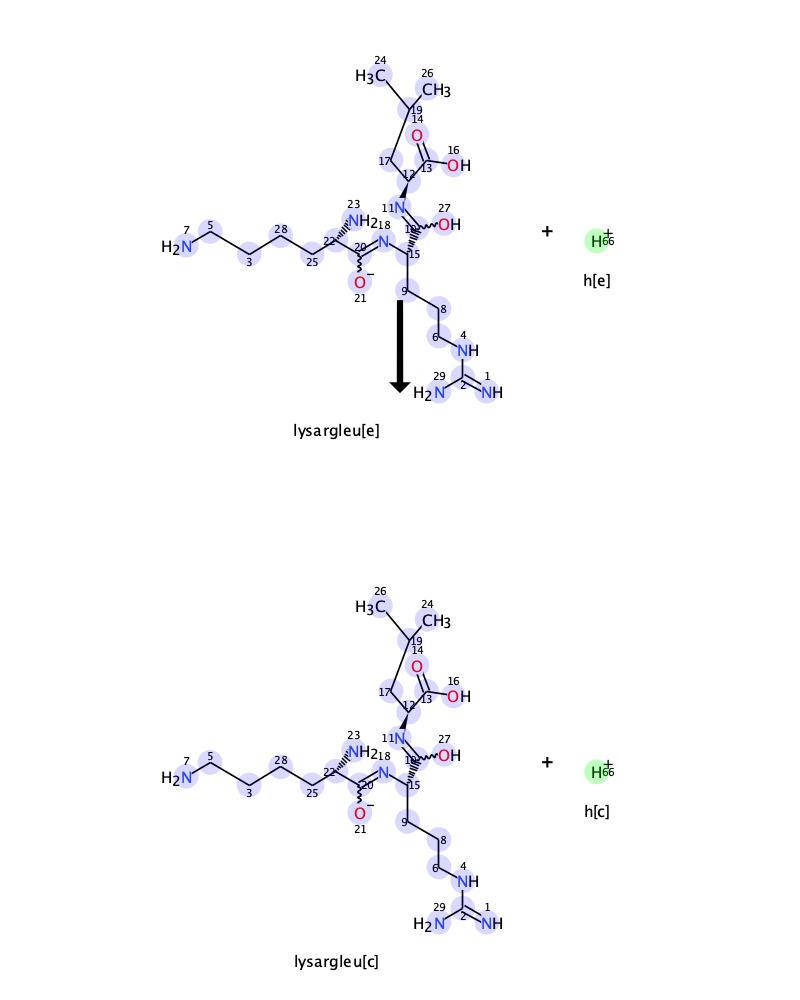 24
H₃C
26
CH₃
19
14
O
17
12
13
16
OH
11
N
27
OH
10
23
NH₂
18
N
7
H₂N
5
3
28
25
22
20
15
O⁻
21
+
H⁺
66
h[e]
9
8
6
4
NH
29
H₂N
2
1
NH
lysargleu[e]
26
H₃C
24
CH₃
19
14
O
17
12
13
16
OH
11
N
27
OH
10
23
NH₂
18
N
7
H₂N
5
3
28
25
22
20
15
O⁻
21
+
H⁺
66
h[c]
9
8
6
4
NH
29
H₂N
2
1
NH
lysargleu[c]